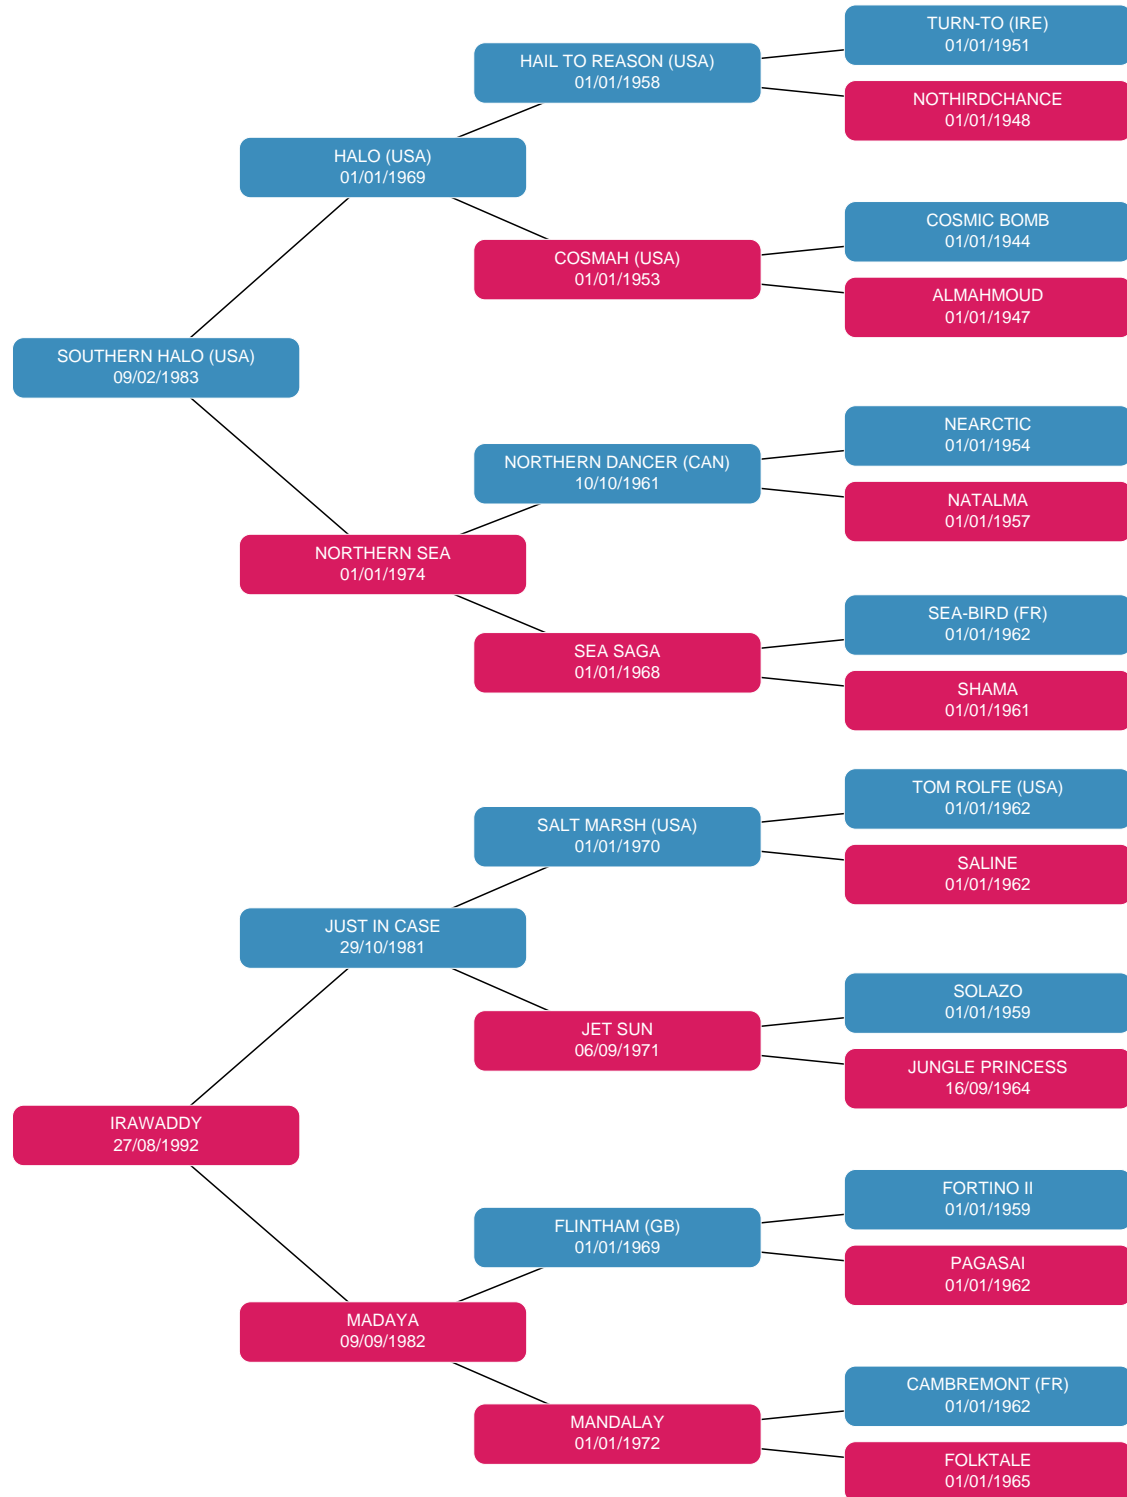 TURN-TO (IRE)
01/01/1951
HAIL TO REASON (USA)
01/01/1958
NOTHIRDCHANCE
01/01/1948
HALO (USA)
01/01/1969
COSMIC BOMB
01/01/1944
COSMAH (USA)
01/01/1953
ALMAHMOUD
01/01/1947
SOUTHERN HALO (USA)
09/02/1983
NEARCTIC
01/01/1954
NORTHERN DANCER (CAN)
10/10/1961
NATALMA
01/01/1957
NORTHERN SEA
01/01/1974
SEA-BIRD (FR)
01/01/1962
SEA SAGA
01/01/1968
SHAMA
01/01/1961
TOM ROLFE (USA)
01/01/1962
SALT MARSH (USA)
01/01/1970
SALINE
01/01/1962
JUST IN CASE
29/10/1981
SOLAZO
01/01/1959
JET SUN
06/09/1971
JUNGLE PRINCESS
16/09/1964
IRAWADDY
27/08/1992
FORTINO II
01/01/1959
FLINTHAM (GB)
01/01/1969
PAGASAI
01/01/1962
MADAYA
09/09/1982
CAMBREMONT (FR)
01/01/1962
MANDALAY
01/01/1972
FOLKTALE
01/01/1965